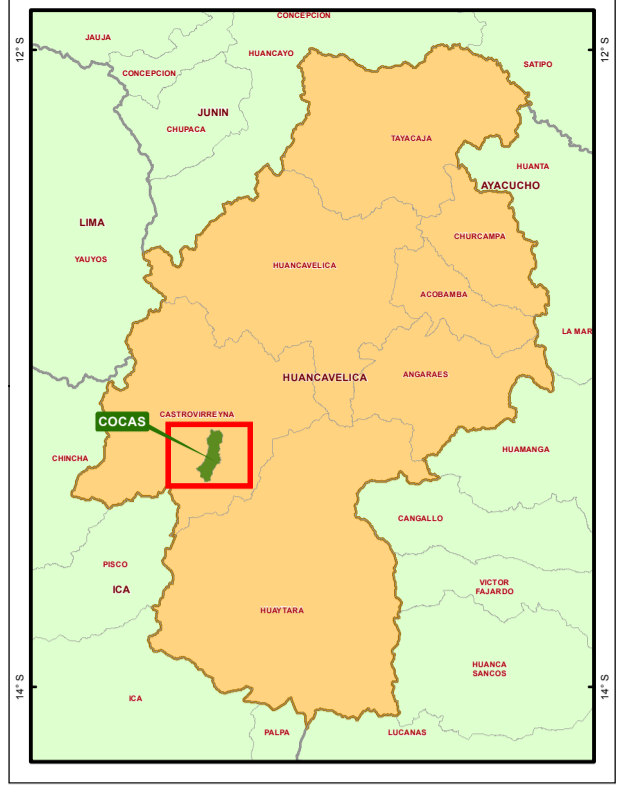 CONCEPCION
JAUJA
HUANCAYO
12° S
12° S
SATIPO
CONCEPCION
JUNIN
CHUPACA
TAYACAJA
HUANTA
AYACUCHO
LIMA
CHURCAMPA
YAUYOS
HUANCAVELICA
ACOBAMBA
LA MAR
HUANCAVELICA
ANGARAES
CASTROVIRREYNA
COCAS
CHINCHA
HUAMANGA
CANGALLO
PISCO
ICA
VICTOR
FAJARDO
HUAYTARA
HUANCA
SANCOS
14° S
14° S
ICA
PALPA
LUCANAS